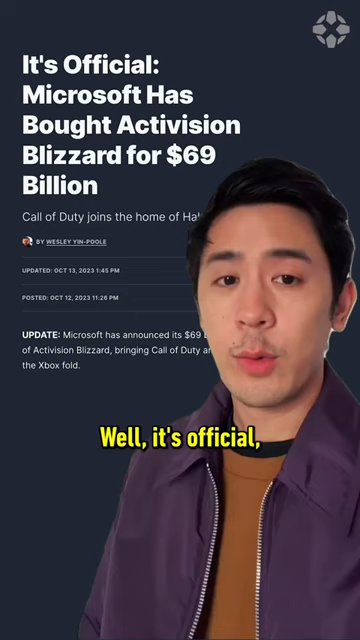 It's Official:
Microsoft Has
Bought Activision
Blizzard for $69
Billion
Call of Duty joins the home of
BY WESLEY YIN-POOLE
UPDATED: OCT 13, 2023 1:45 PM
POSTED: OCT 12, 2023 11:26 PM
UPDATE: Microsoft has announced its $69
of Activision Blizzard, bringing Call of Duty
the Xbox fold.
Well, it's official,